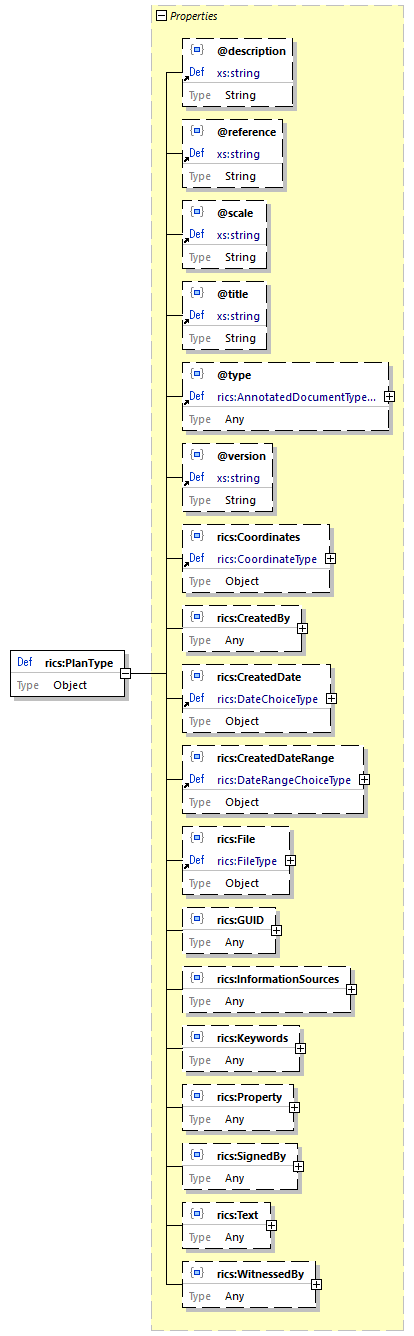 Properties
@description
Def xs:string
Type String
@reference
Def xs:string
Type String
@scale
Def xs:string
Type String
@title
Def xs:string
Type String
@type
Def rics:AnnotatedDocumentType...
Type Any
@version
Def xs:string
Type String
rics:Coordinates
Def rics:CoordinateType
Type Object
rics:CreatedBy
Type Any
Def rics:PlanType
Type Object
rics:CreatedDate
Def rics:DateChoiceType
Type Object
rics:CreatedDateRange
Def rics:DateRangeChoiceType
Type Object
rics:File
Def rics:FileType
Type Object
rics:GUID
Type Any
rics:InformationSources
Type Any
rics:Keywords
Type Any
rics:Property
Type Any
rics:SignedBy
Type Any
rics:Text
Type Any
rics:WitnessedBy
Type Any